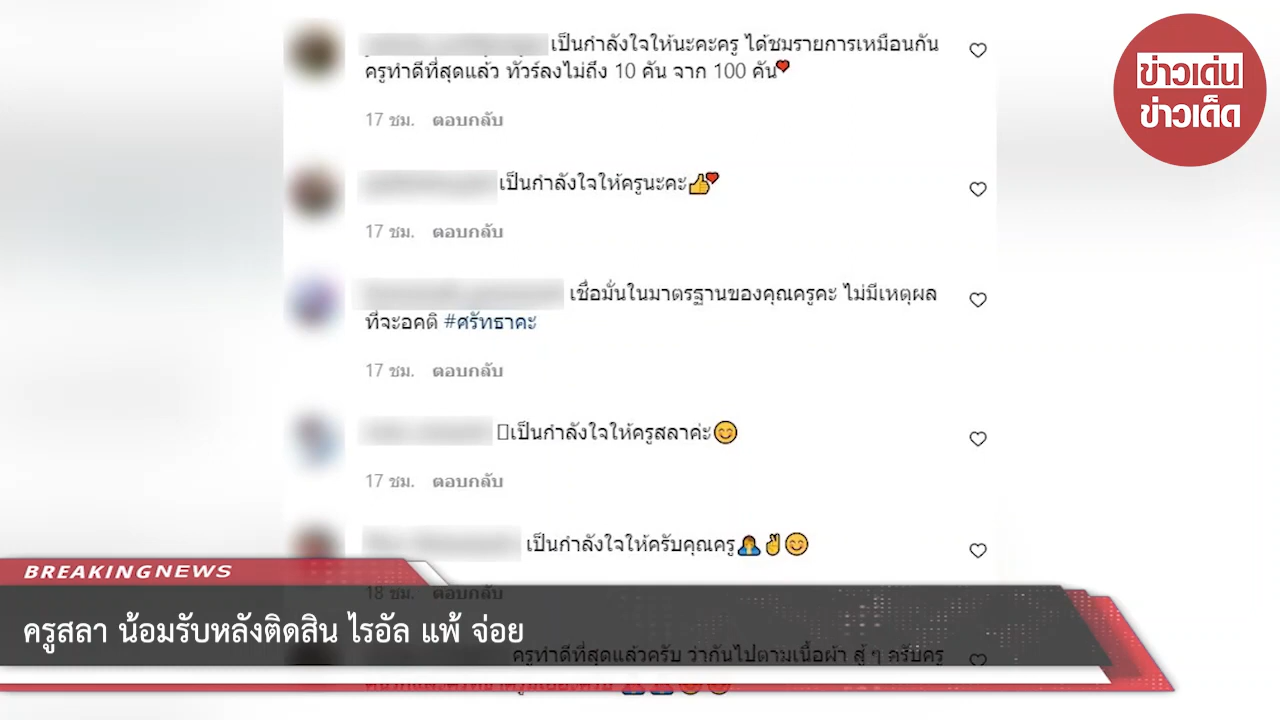 เป็นกำลังใจให้นะคะครู ได้ชมรายการเหมือนกัน
ครูทำดีที่สุดแล้ว ทัวร์ลงไม่ถึง 10 คัน จาก 100 คัน
17 ชม. ตอบกลับ
ข่าวเด่น
ข่าวเด็ด
เป็นกำลังใจให้ครูนะคะ
17 ชม. ตอบกลับ
เชื่อมั่นในมาตรฐานของคุณครูคะ ไม่มีเหตุผล
ที่จะอคติ #ศรัทธาคะ
17 ชม. ตอบกลับ
เป็นกำลังใจให้ครูสลาค่ะ
17 ชม. ตอบกลับ
เป็นกำลังใจให้ครับคุณครู
18 ชม. ตอบกลับ
BREAKINGNEWS
ครูสลา น้อมรับหลังติดสิน ไรอัล แพ้ จ่อย
ครูทำดีที่สุดแล้วครับ ว่ากันไปตามเนื้อผ้า สู้ ๆ ครับครู